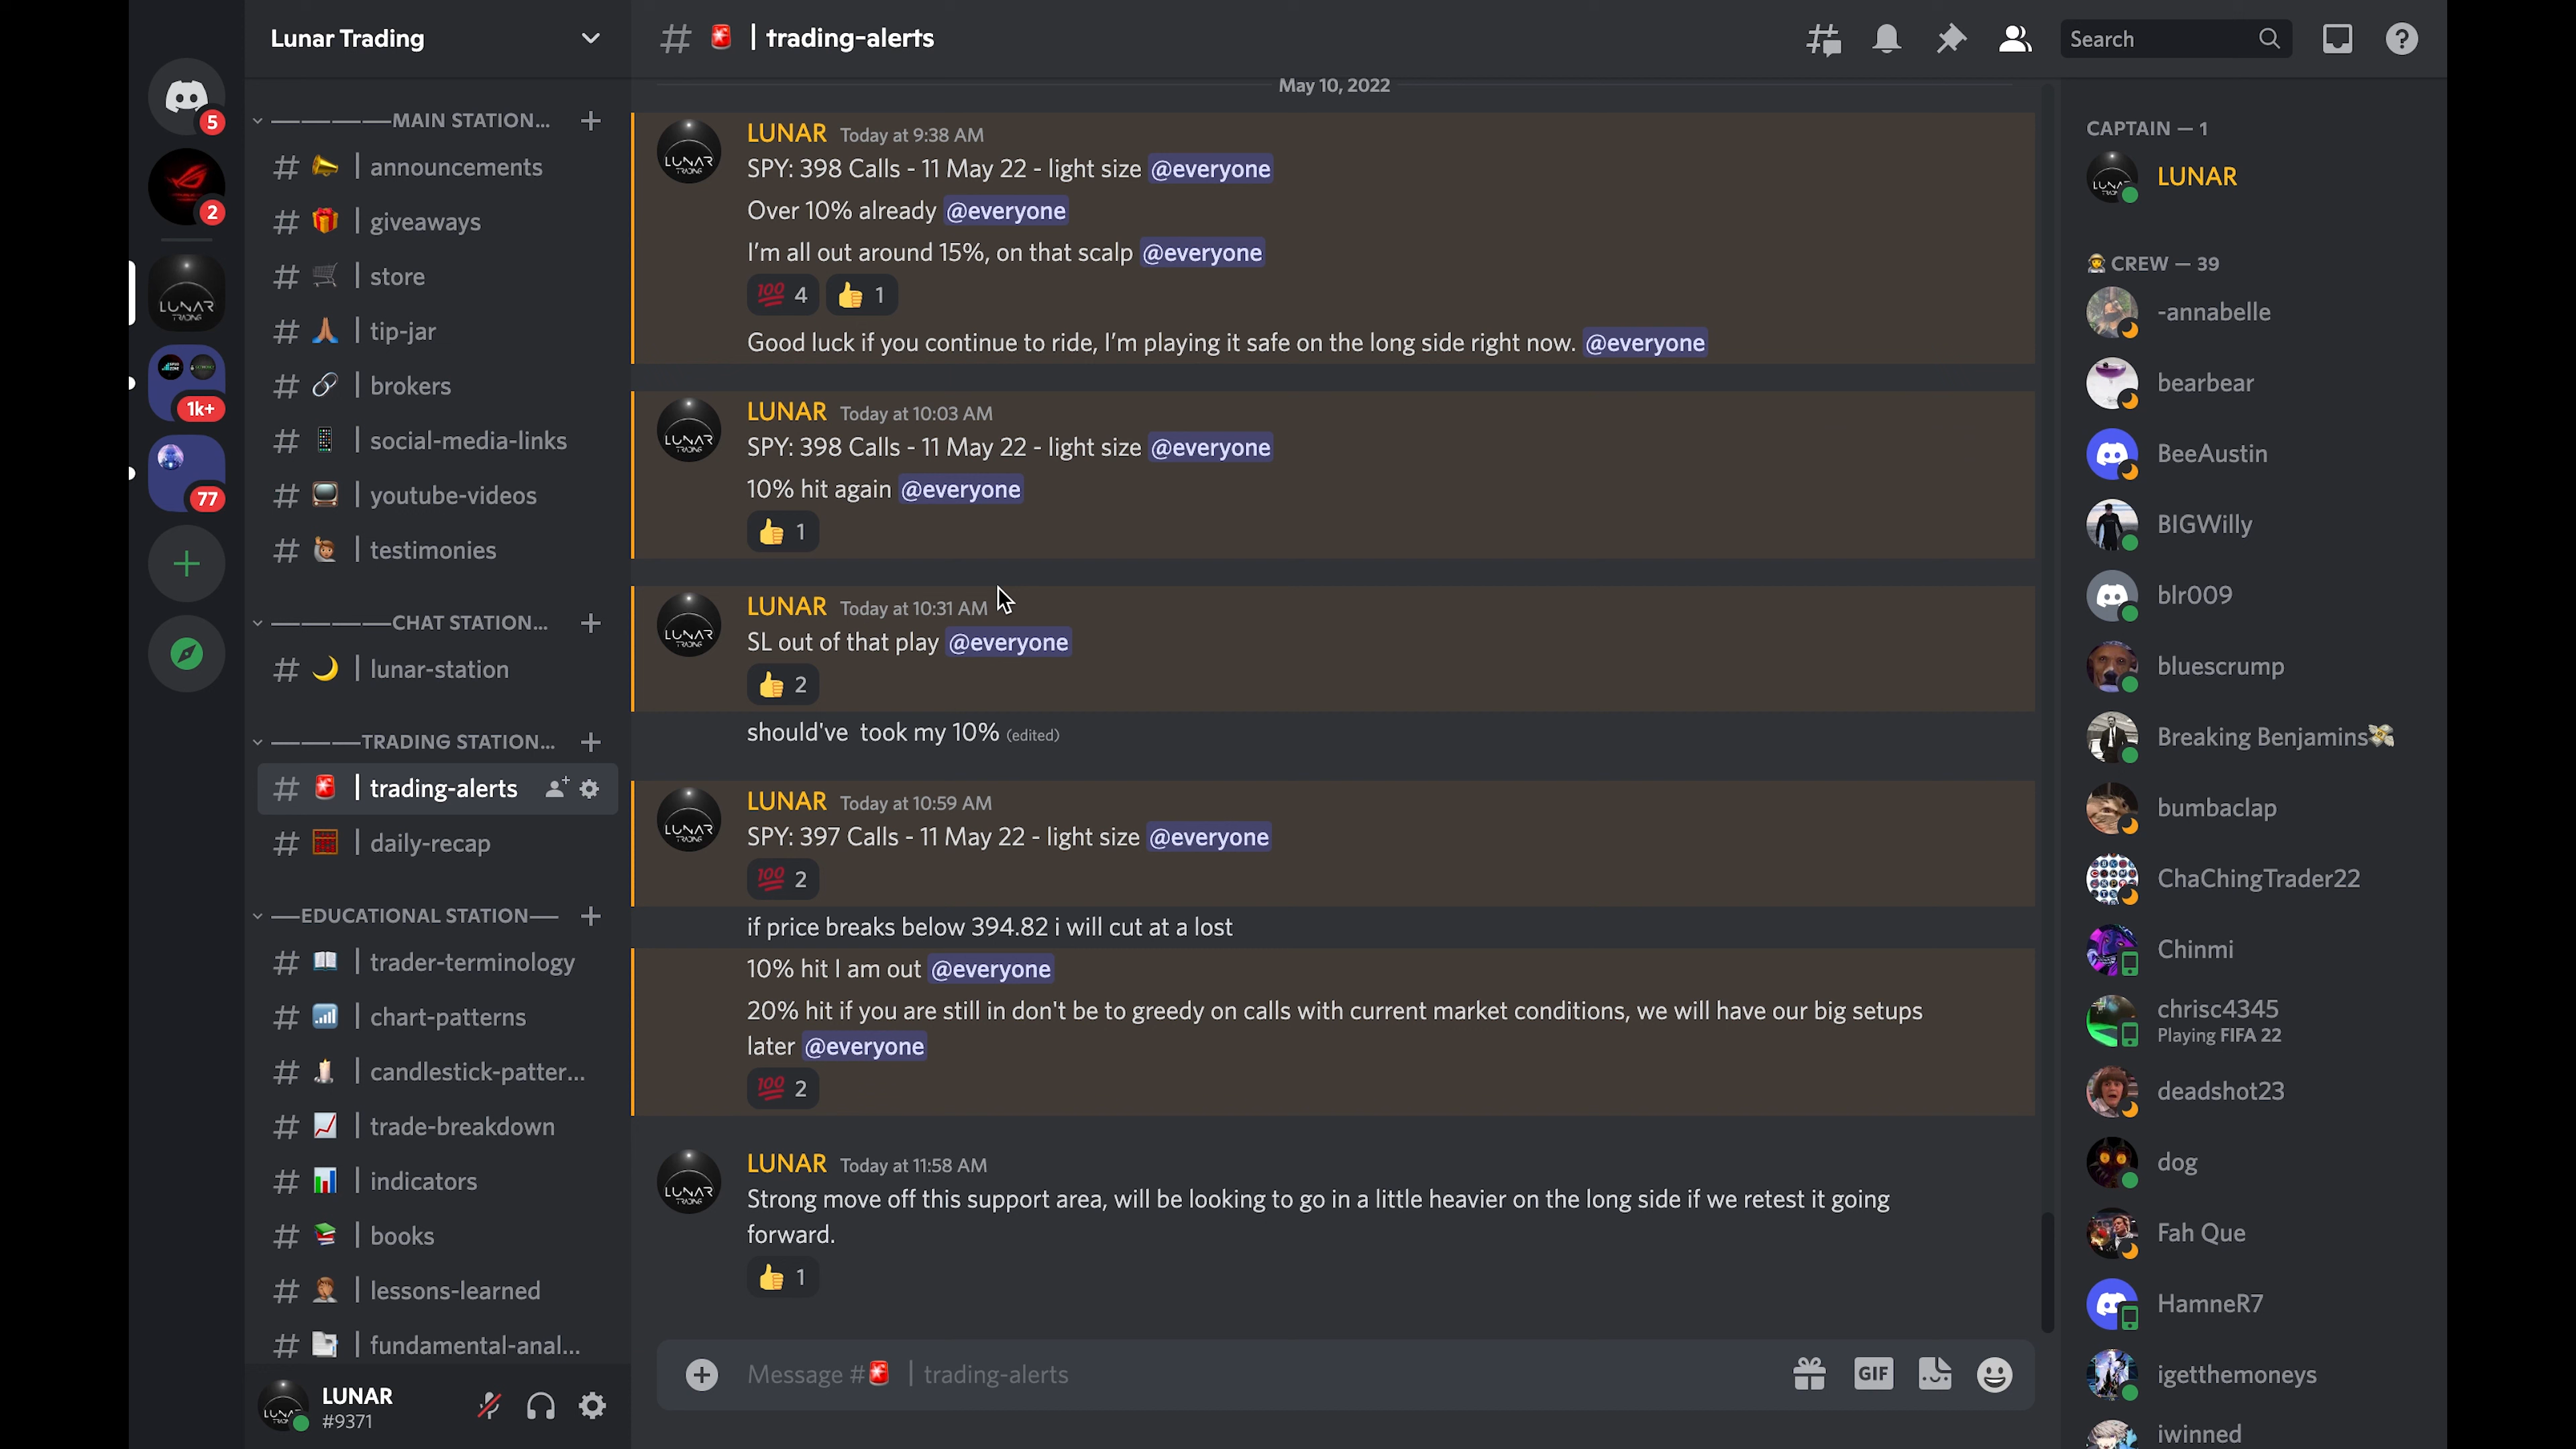 5
2
1k+
77
LUNAR
TRADING
Lunar Trading
————MAIN STATION...
announcements
giveaways
store
tip-jar
brokers
social-media-links
youtube-videos
testimonies
————CHAT STATION...
lunar-station
———TRADING STATION...
trading-alerts
daily-recap
—EDUCATIONAL STATION—
trader-terminology
chart-patterns
candlestick-patter...
trade-breakdown
indicators
books
lessons-learned
fundamental-anal...
LUNAR
#9371
trading-alerts
Search
May 10, 2022
LUNAR Today at 9:38 AM
SPY: 398 Calls - 11 May 22 - light size @everyone
Over 10% already @everyone
I’m all out around 15%, on that scalp @everyone
4 1
Good luck if you continue to ride, I’m playing it safe on the long side right now. @everyone
LUNAR Today at 10:03 AM
SPY: 398 Calls - 11 May 22 - light size @everyone
10% hit again @everyone
1
LUNAR Today at 10:31 AM
SL out of that play @everyone
2
should've took my 10% (edited)
LUNAR Today at 10:59 AM
SPY: 397 Calls - 11 May 22 - light size @everyone
2
if price breaks below 394.82 i will cut at a lost
10% hit I am out @everyone
20% hit if you are still in don't be to greedy on calls with current market conditions, we will have our big setups
later @everyone
2
LUNAR Today at 11:58 AM
Strong move off this support area, will be looking to go in a little heavier on the long side if we retest it going
forward.
1
Message # | trading-alerts
GIF
CAPTAIN — 1
LUNAR
CREW — 39
-annabelle
bearbear
BeeAustin
BIGWilly
blr009
bluescrump
Breaking Benjamins
bumbaclap
ChaChingTrader22
Chinmi
chrisc4345
Playing FIFA 22
deadshot23
dog
Fah Que
HamneR7
igetthemoneys
iwinned